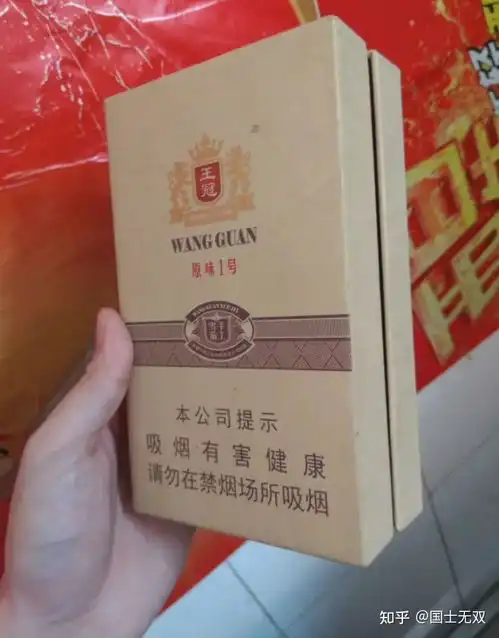 王
冠
WANG GUAN
原味1号
本公司提示
吸烟有害健康
请勿在禁烟场所吸烟
知乎 @国士无双